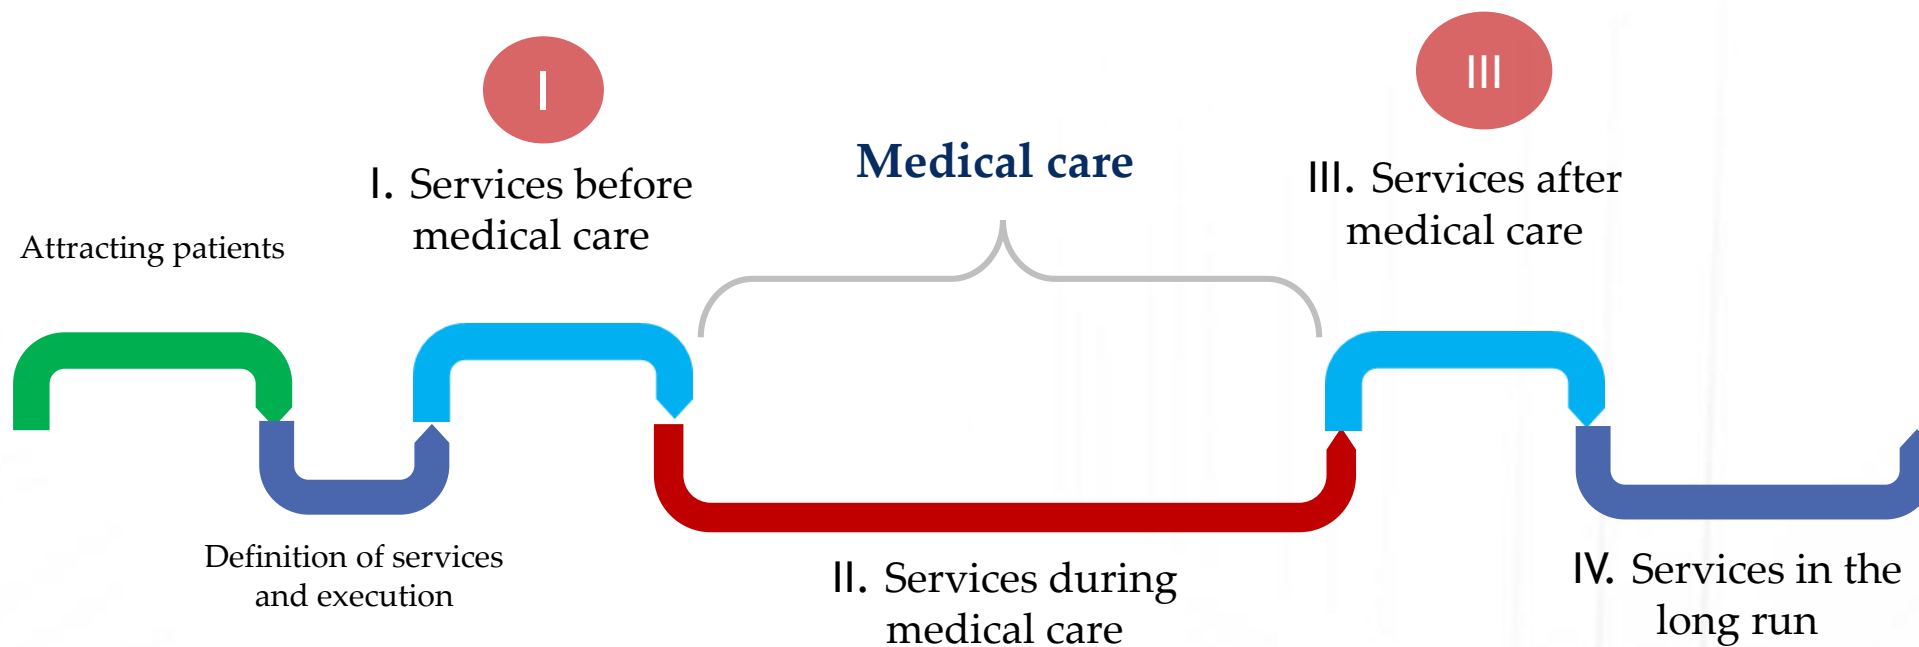 I
III
Medical care
I. Services before
medical care
III. Services after
medical care
Attracting patients
Definition of services
and execution
II. Services during
medical care
IV. Services in the
long run